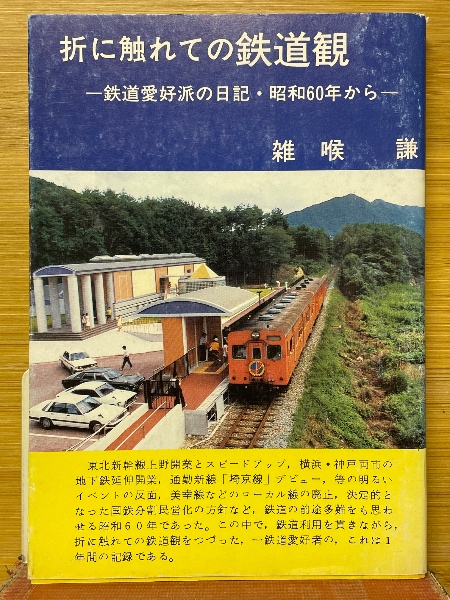 折に触れての鉄道観
―鉄道愛好派の日記・昭和60年から―
雑喉 謙
東北新幹線上野開業とスピードアップ，横浜・神戸両市の
地下鉄延伸開業，通勤新線「埼京線」デビュー，等の明るい
イベントの反面，美幸線などのローカル線の廃止，決定的と
なった国鉄分割民営化の方針など，鉄道の前途多難をも思わ
せる昭和６０年であった。この中で，鉄道利用を貫きながら，
折に触れての鉄道観をつづった，一鉄道愛好者の，これは１
年間の記録である。